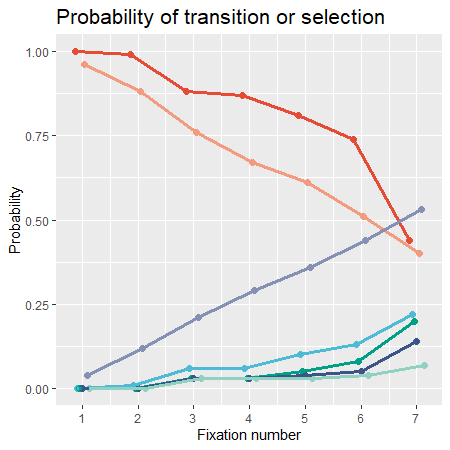 Probability of transition or selection
1.00
0.75
0.50
0.25
0.00
Probability
1 2 3 4 5 6 7
Fixation number